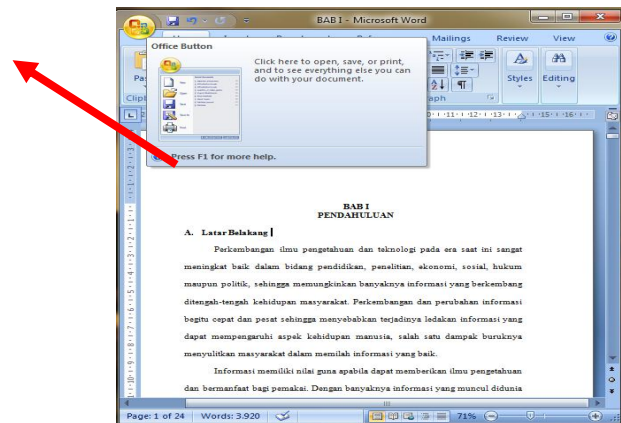 BAB I - Microsoft Word
Mailings Review View
Office Button
Click here to open, save, or print,
and to see everything else you can
do with your document.
Press F1 for more help.
Styles
Editing
BAB I
PENDAHULUAN
A. Latar Belakang
Perkembangan ilmu pengetahuan dan teknologi pada era saat ini sangat
meningkat baik dalam bidang pendidikan, penelitian, ekonomi, sosial, hukum
maupun politik, sehingga memungkinkan banyaknya informasi yang berkembang
ditengah-tengah kehidupan masyarakat. Perkembangan dan perubahan informasi
begitu cepat dan pesat sehingga menyebabkan terjadinya ledakan informasi yang
dapat mempengaruhi aspek kehidupan manusia, salah satu dampak buruknya
menyulitkan masyarakat dalam memilah informasi yang baik.
Informasi memiliki nilai guna apabila dapat memberikan ilmu pengetahuan
dan bermanfaat bagi pemakai. Dengan banyaknya informasi yang muncul didunia
Page: 1 of 24 Words: 3.920 71%